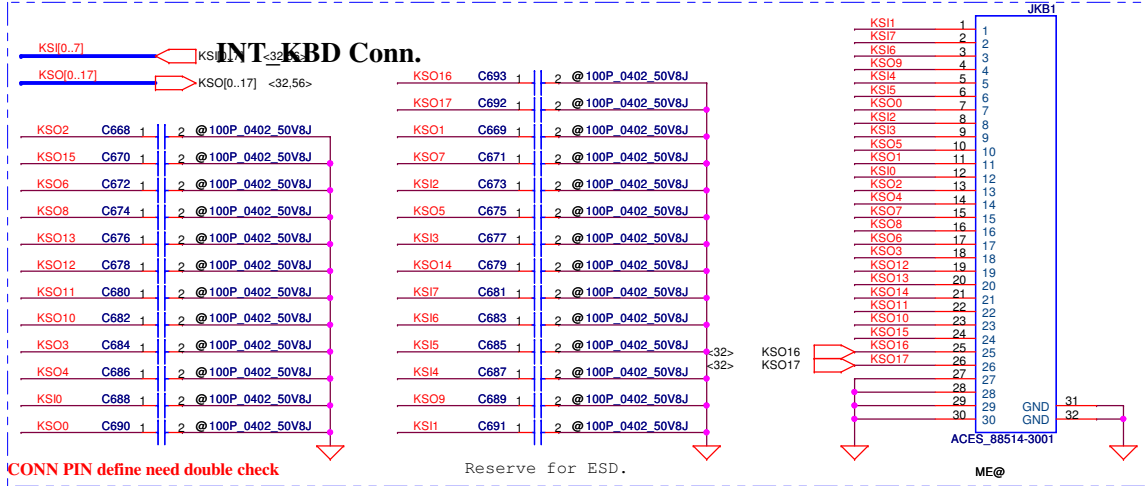 JKB1
INT_KBD Conn.
KSI[0..7] KSI[0..7] <32,56>
KSO[0..17] KSO[0..17] <32,56>
KSO2 C668 1 2 @100P_0402_50V8J
KSO15 C670 1 2 @100P_0402_50V8J
KSO6 C672 1 2 @100P_0402_50V8J
KSO8 C674 1 2 @100P_0402_50V8J
KSO13 C676 1 2 @100P_0402_50V8J
KSO12 C678 1 2 @100P_0402_50V8J
KSO11 C680 1 2 @100P_0402_50V8J
KSO10 C682 1 2 @100P_0402_50V8J
KSO3 C684 1 2 @100P_0402_50V8J
KSO4 C686 1 2 @100P_0402_50V8J
KSI0 C688 1 2 @100P_0402_50V8J
KSO0 C690 1 2 @100P_0402_50V8J
KSO16 C693 1 2 @100P_0402_50V8J
KSO17 C692 1 2 @100P_0402_50V8J
KSO1 C669 1 2 @100P_0402_50V8J
KSO7 C671 1 2 @100P_0402_50V8J
KSI2 C673 1 2 @100P_0402_50V8J
KSO5 C675 1 2 @100P_0402_50V8J
KSI3 C677 1 2 @100P_0402_50V8J
KSO14 C679 1 2 @100P_0402_50V8J
KSI7 C681 1 2 @100P_0402_50V8J
KSI6 C683 1 2 @100P_0402_50V8J
KSI5 C685 1 2 @100P_0402_50V8J
KSI4 C687 1 2 @100P_0402_50V8J
KSO9 C689 1 2 @100P_0402_50V8J
KSI1 C691 1 2 @100P_0402_50V8J
KSI1 1 1
KSI7 2 2
KSI6 3 3
KSO9 4 4
KSI4 5 5
KSI5 6 6
KSO0 7 7
KSI2 8 8
KSI3 9 9
KSO5 10 10
KSO1 11 11
KSI0 12 12
KSO2 13 13
KSO4 14 14
KSO7 15 15
KSO8 16 16
KSO6 17 17
KSO3 18 18
KSO12 19 19
KSO13 20 20
KSO14 21 21
KSO11 22 22
KSO10 23 23
KSO15 24 24
<32> KSO16 KSO16 25 25
<32> KSO17 KSO17 26 26
27 27
28 28
29 29 GND 31
30 30 GND 32
ACES_88514-3001
CONN PIN define need double check
Reserve for ESD.
ME@